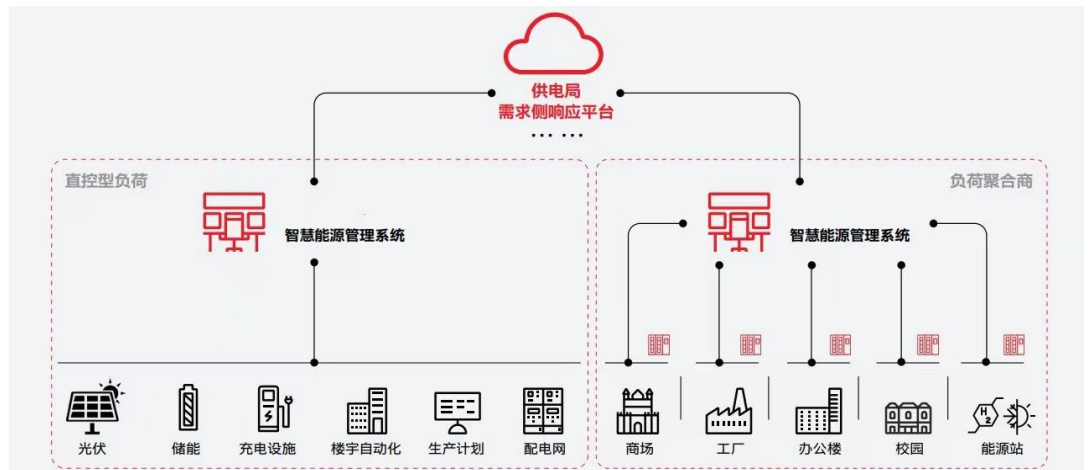 供电局
需求侧响应平台
... ...
直控型负荷
负荷聚合商
智慧能源管理系统
智慧能源管理系统
光伏
储能
充电设施
楼宇自动化
生产计划
配电网
商场
工厂
办公楼
校园
H₂
能源站